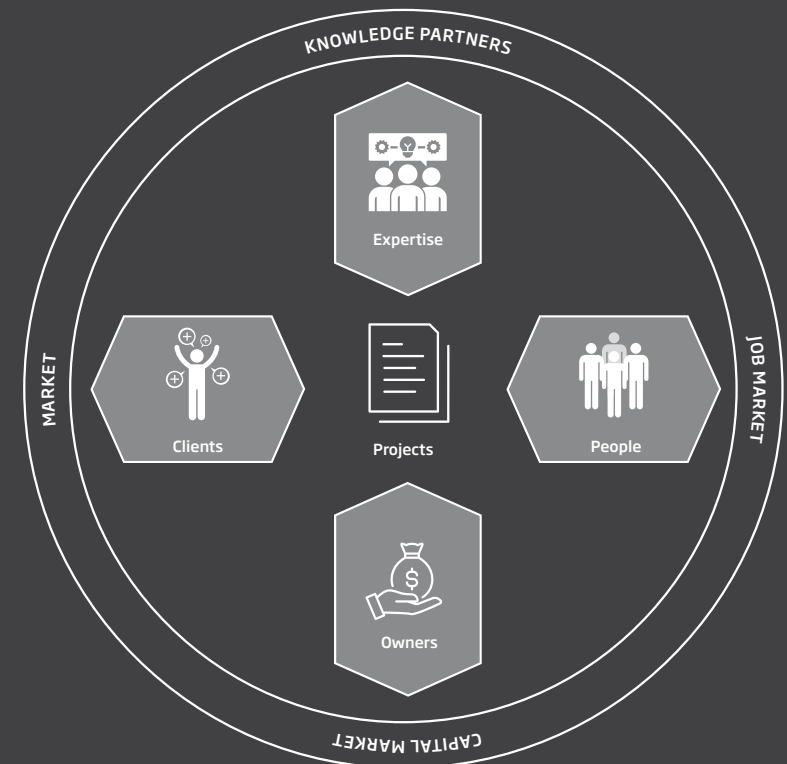 KNOWLEDGE PARTNERS
Expertise
MARKET
Clients
Projects
People
JOB MARKET
$
Owners
CAPITAL MARKET